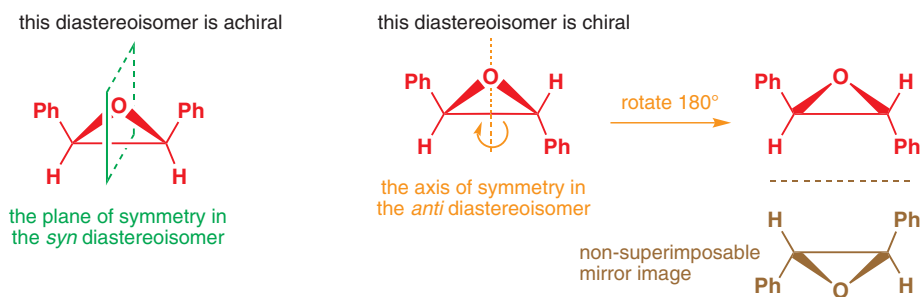 this diastereoisomer is achiral
O
Ph
Ph
H
H
the plane of symmetry in
the syn diastereoisomer
this diastereoisomer is chiral
O
Ph
H
H
Ph
the axis of symmetry in
the anti diastereoisomer
rotate 180°
Ph
O
H
H
Ph
non-superimposable
mirror image
H
Ph
Ph
O
H